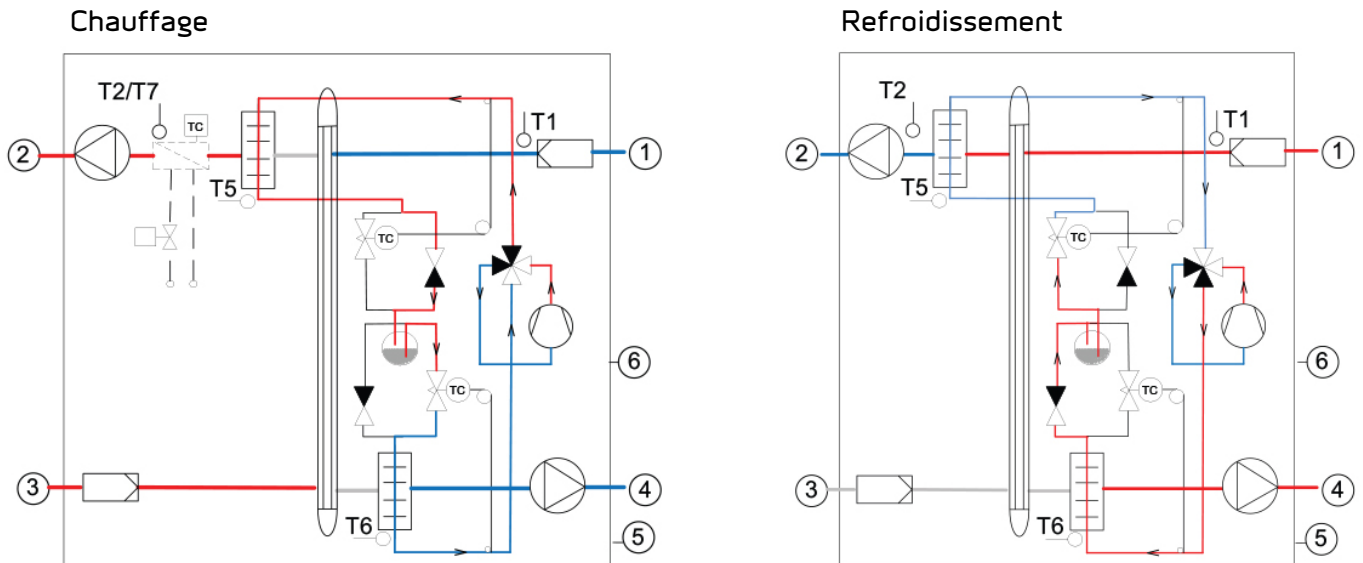 Chauffage
Refroidissement
T2/T7
TC
T1
2
1
T5
TC
6
TC
3
4
T6
5
T2
T1
2
1
T5
TC
6
TC
3
4
T6
5